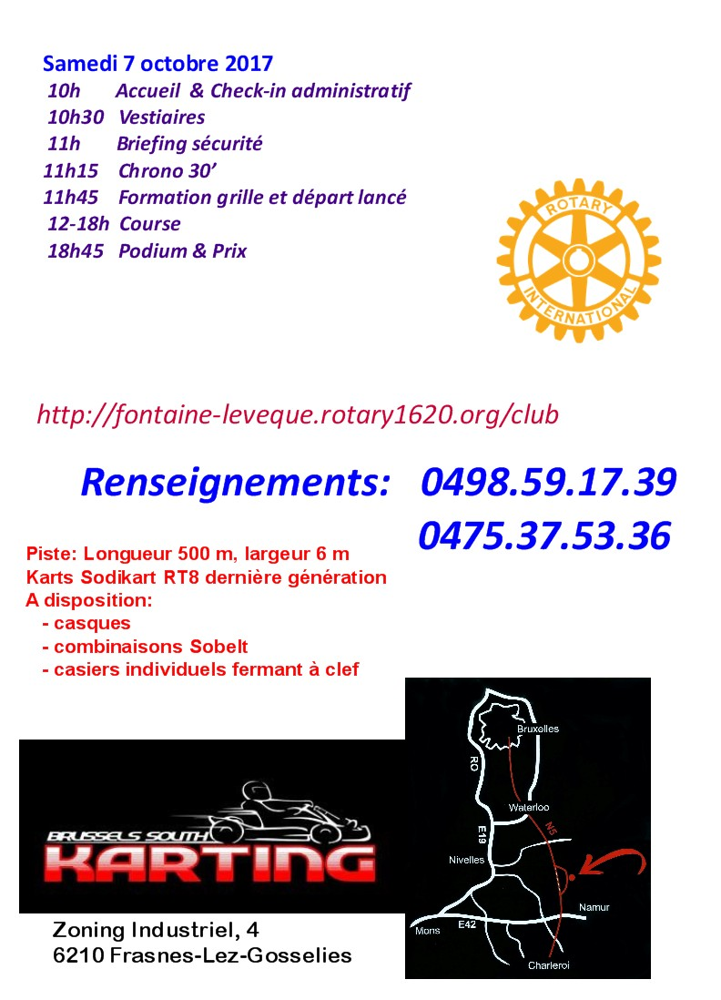 Samedi 7 octobre 2017
10h Accueil & Check-in administratif
10h30 Vestiaires
11h Briefing sécurité
11h15 Chrono 30’
11h45 Formation grille et départ lancé
12-18h Course
18h45 Podium & Prix
ROTARY
INTERNATIONAL
http://fontaine-leveque.rotary1620.org/club
Renseignements: 0498.59.17.39
0475.37.53.36
Piste: Longueur 500 m, largeur 6 m
Karts Sodikart RT8 dernière génération
A disposition:
- casques
- combinaisons Sobelt
- casiers individuels fermant à clef
BRUSSELS SOUTH
KARTING
Zoning Industriel, 4
6210 Frasnes-Lez-Gosselies
Bruxelles
RO
Waterloo
N5
E19
Nivelles
Namur
E42
Mons
Charleroi